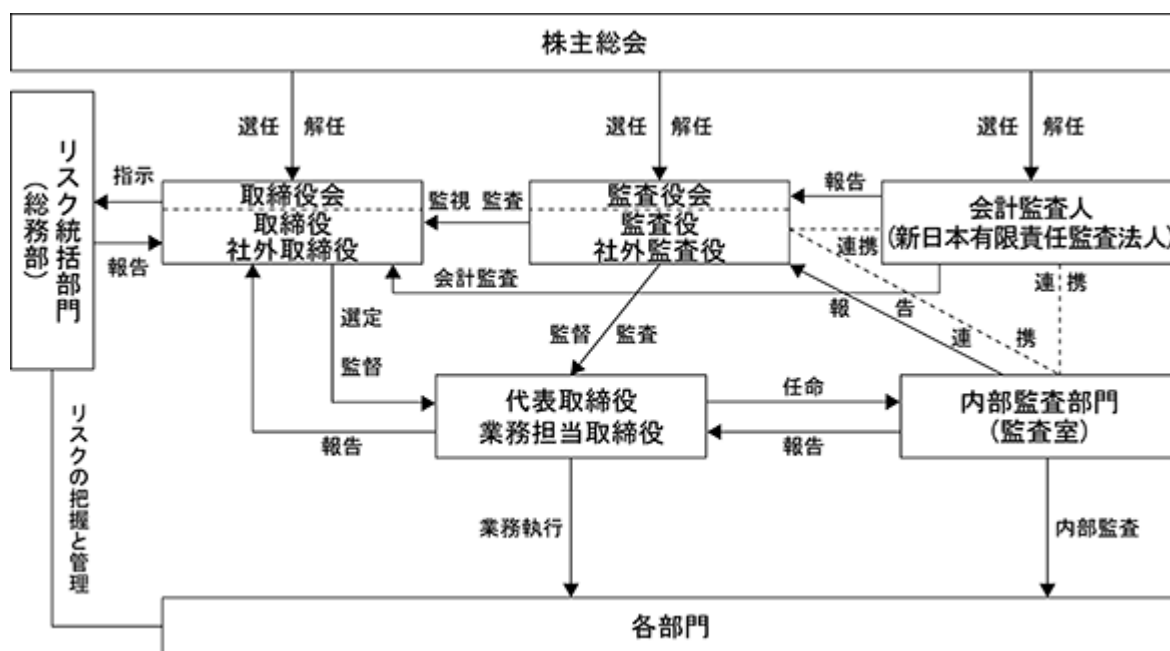 株主総会
選任 解任
選任 解任
選任 解任
リスク統括部門
(総務部)
指示
報告
取締役会
取締役
社外取締役
監視 監査
監査役会
監査役
社外監査役
報告
連携
会計監査人
(新日本有限責任監査法人)
会計監査
連携
報告
連携
選定
監督
監督 監査
代表取締役
業務担当取締役
任命
報告
報告
内部監査部門
(監査室)
リスクの把握と管理
業務執行
内部監査
各部門